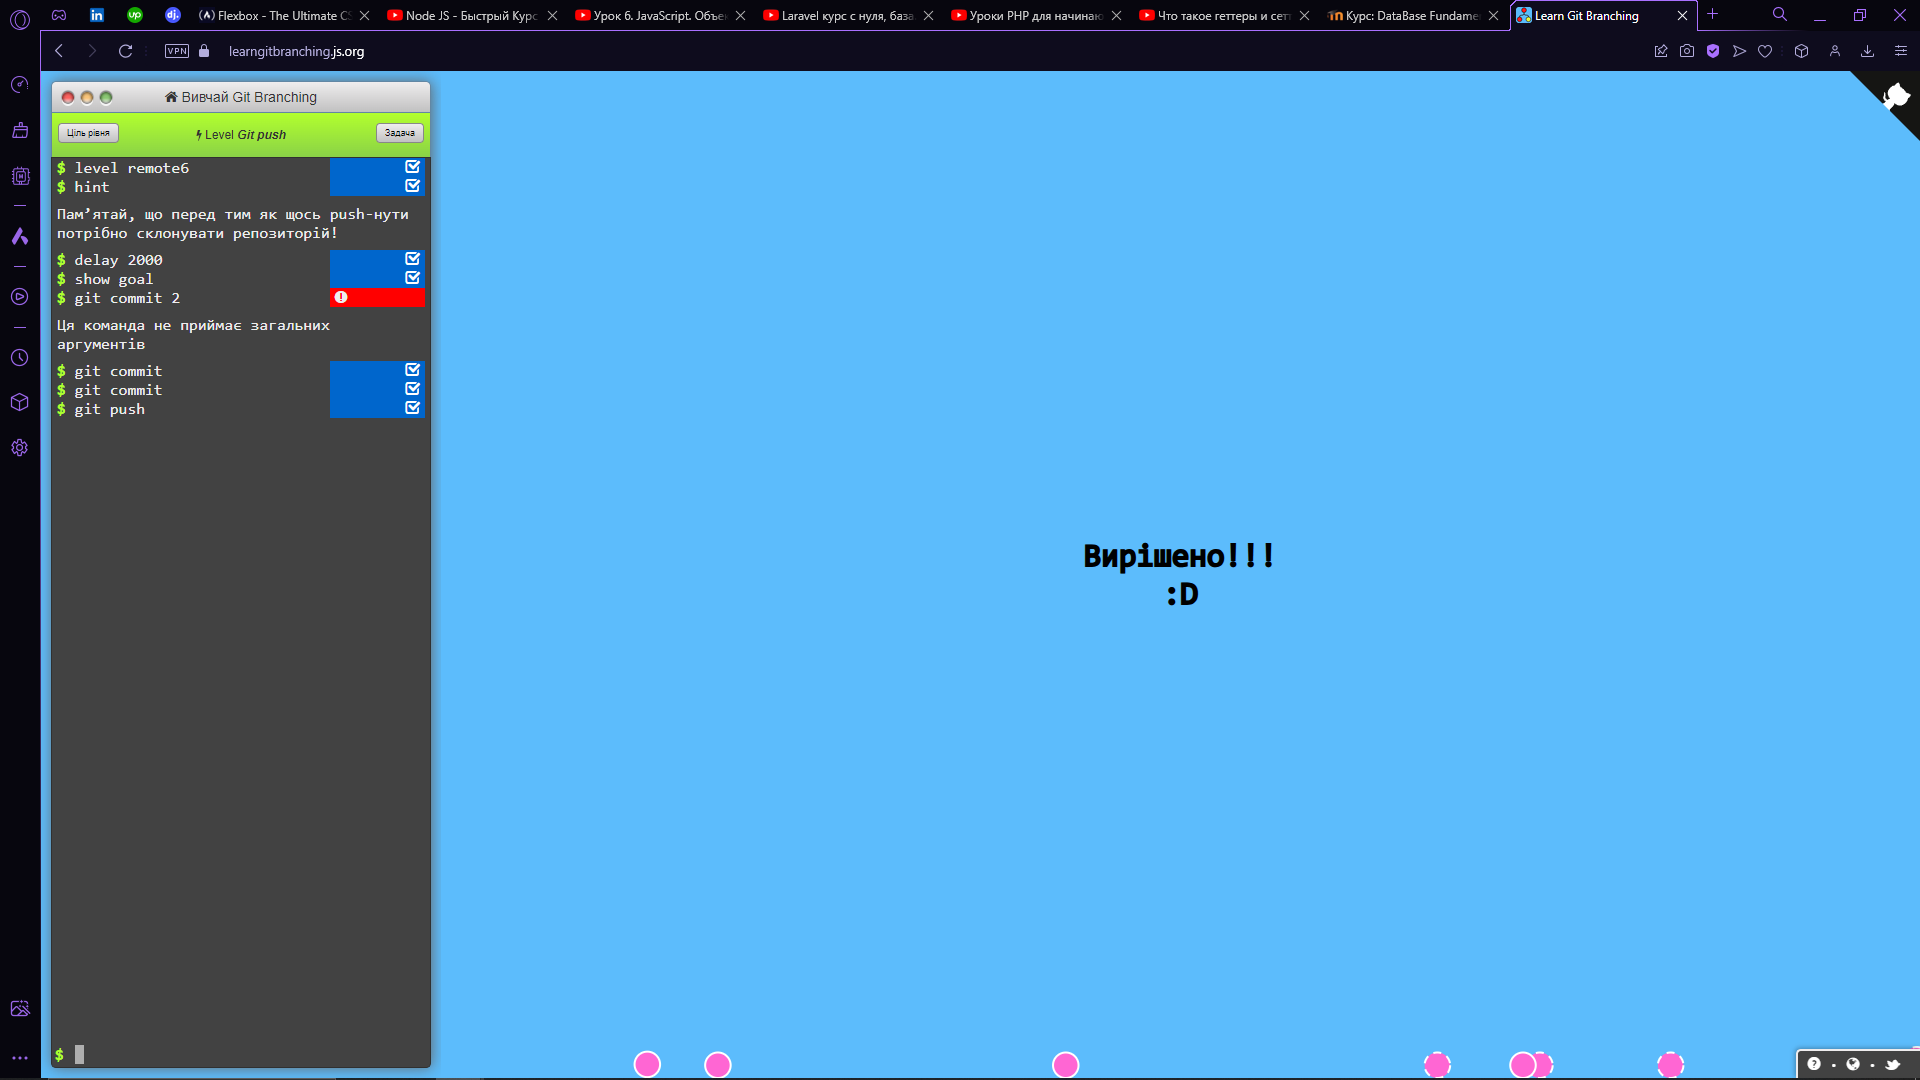 Flexbox - The Ultimate CS
Node JS - Быстрый Курс
Урок 6. JavaScript. Объе
Laravel курс с нуля, база
Уроки PHP для начинаю
Что такое геттеры и сетт
Курс: DataBase Fundame
Learn Git Branching
VPN
learngitbranching.js.org
Вивчай Git Branching
Ціль рівня
Level Git push
Задача
$ level remote6
$ hint
Пам’ятай, що перед тим як щось push-нути
потрібно склонувати репозиторій!
$ delay 2000
$ show goal
$ git commit 2
Ця команда не приймає загальних
аргументів
$ git commit
$ git commit
$ git push
Вирішено!!!
:D
$